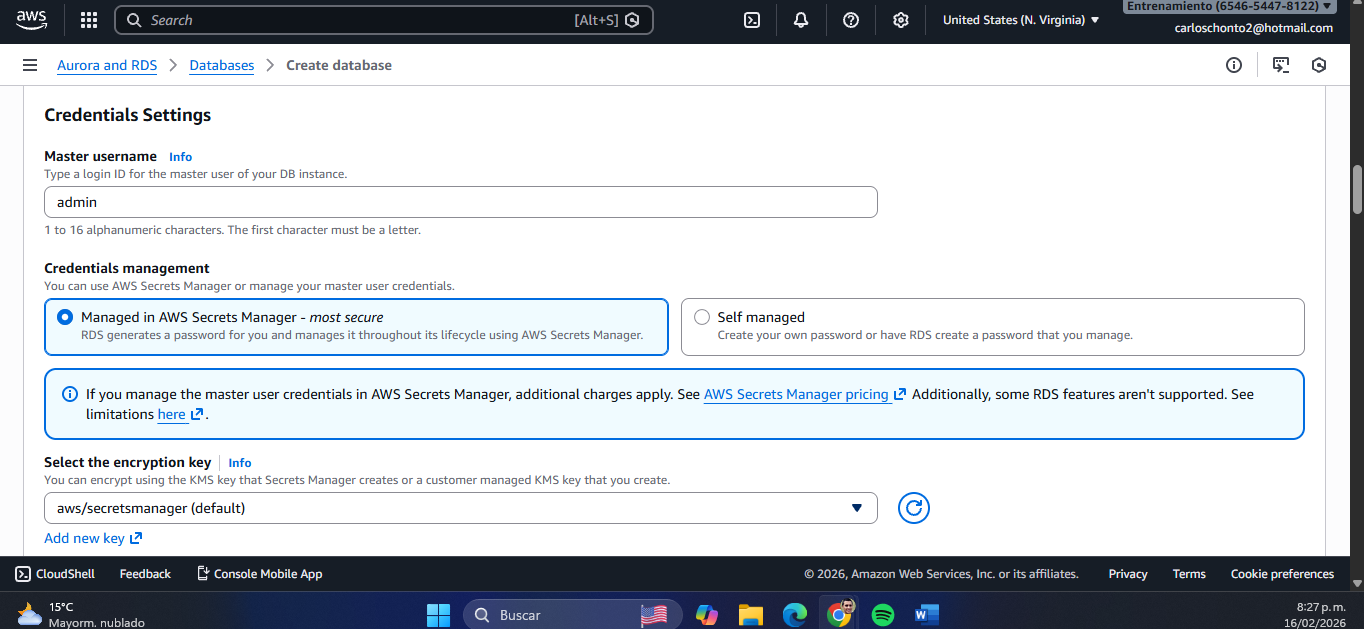 aws
Search
[Alt+S]
United States (N. Virginia)
Entrenamiento (6546-5447-8122)
carloschonto2@hotmail.com
Aurora and RDS
Databases
Create database
Credentials Settings
Master username Info
Type a login ID for the master user of your DB instance.
admin
1 to 16 alphanumeric characters. The first character must be a letter.
Credentials management
You can use AWS Secrets Manager or manage your master user credentials.
Managed in AWS Secrets Manager - most secure
RDS generates a password for you and manages it throughout its lifecycle using AWS Secrets Manager.
Self managed
Create your own password or have RDS create a password that you manage.
If you manage the master user credentials in AWS Secrets Manager, additional charges apply. See AWS Secrets Manager pricing Additionally, some RDS features aren't supported. See
limitations here .
Select the encryption key Info
You can encrypt using the KMS key that Secrets Manager creates or a customer managed KMS key that you create.
aws/secretsmanager (default)
Add new key
CloudShell Feedback Console Mobile App © 2026, Amazon Web Services, Inc. or its affiliates. Privacy Terms Cookie preferences
15°C
Mayorm. nublado
Buscar
8:27 p. m.
16/02/2026